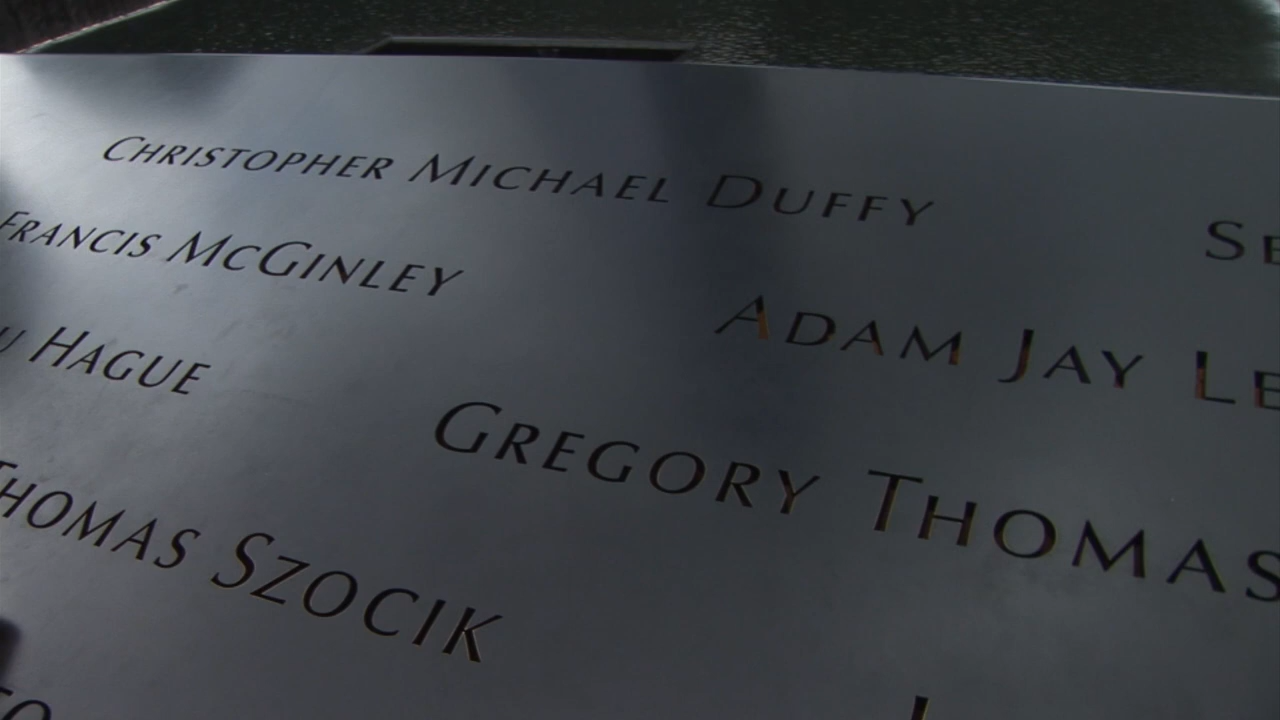 CHRISTOPHER MICHAEL DUFFY
FRANCIS MCGINLEY
ADAM JAY
HAGUE
GREGORY THOMAS
THOMAS SZOCIK